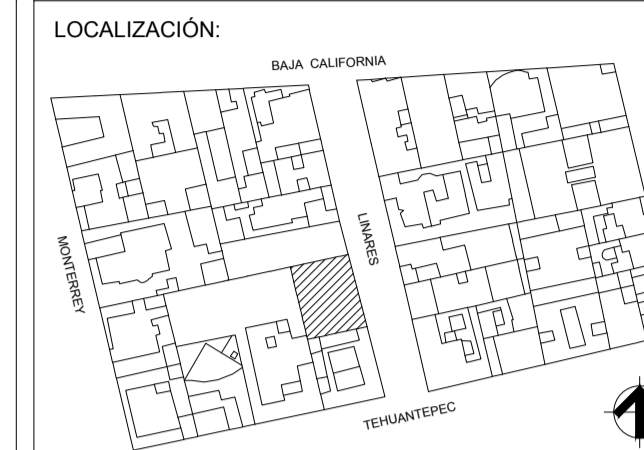 LOCALIZACIÓN:
BAJA CALIFORNIA
MONTERREY
LINARES
TEHUANTEPEC